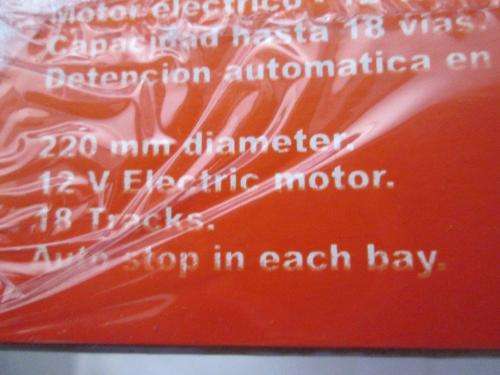 Motor electrico - 12 V
Capacidad hasta 18 vias.
Detencion automatica en
220 mm diameter.
12 V Electric motor.
18 Tracks.
Auto stop in each bay.